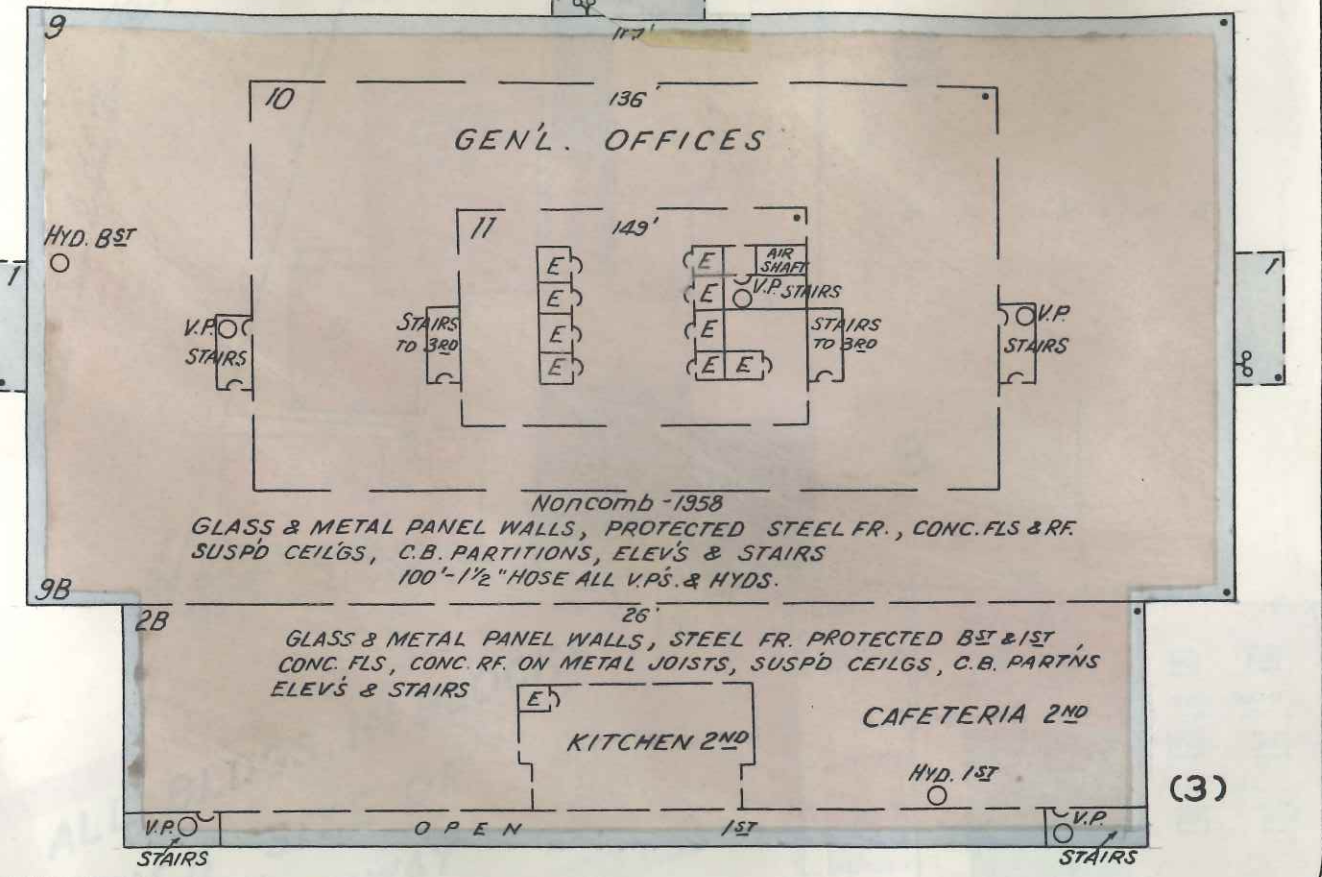 9
10
136'
GEN'L. OFFICES
11
149'
HYD. BST
1
1
E
E
AIR SHAFT
E
E
V.P. STAIRS
V.P.
STAIRS
STAIRS TO 3RD
E
E
STAIRS TO 3RD
V.P.
STAIRS
E
E
E
Noncomb - 1958
GLASS & METAL PANEL WALLS, PROTECTED STEEL FR., CONC. FLS & RF.
SUSP'D CEIL'GS, C.B. PARTITIONS, ELEV'S & STAIRS
100'-1½" HOSE ALL V.P'S. & HYDS.
9B
2B
26'
GLASS & METAL PANEL WALLS, STEEL FR. PROTECTED BST & 1ST,
CONC. FLS, CONC. RF. ON METAL JOISTS, SUSP'D CEILGS, C.B. PART'NS
ELEV'S & STAIRS
E
KITCHEN 2ND
CAFETERIA 2ND
HYD. 1ST
(3)
V.P.
OPEN 1ST
V.P.
STAIRS
STAIRS